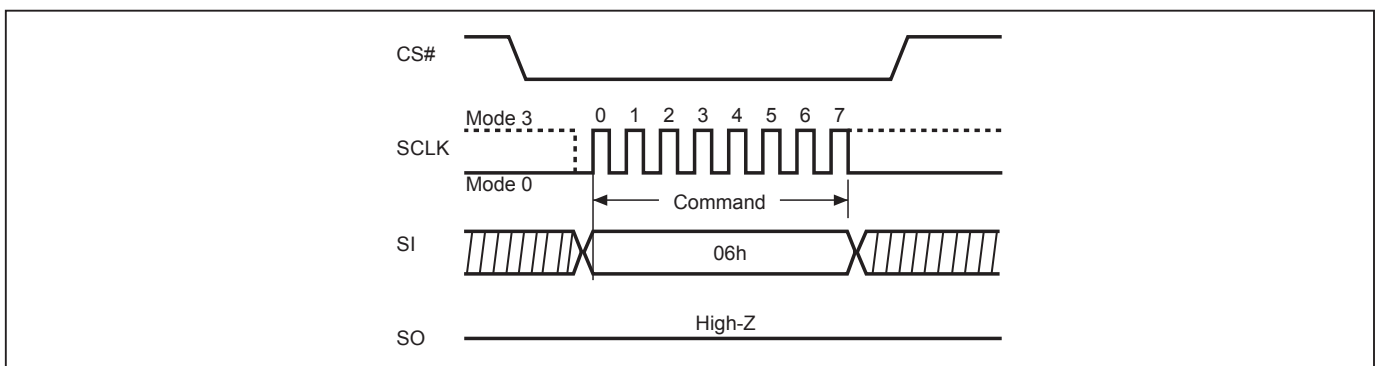 CS#
Mode 3
0 1 2 3 4 5 6 7
SCLK
Mode 0
Command
SI
06h
High-Z
SO